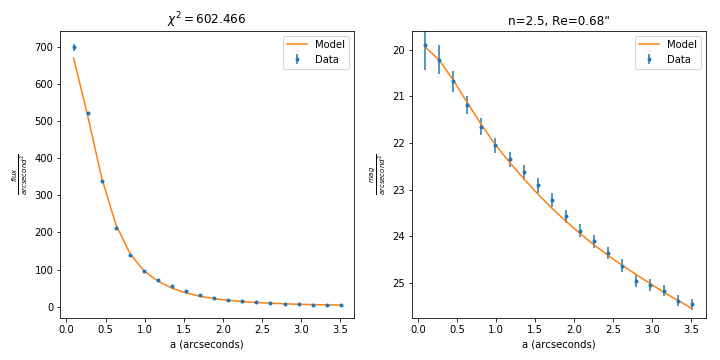 χ² = 602.466
700
600
500
400
300
200
100
0
flux
arcsecond²
0.0 0.5 1.0 1.5 2.0 2.5 3.0 3.5
a (arcseconds)
Model
Data
n=2.5, Re=0.68"
20
21
22
23
24
25
mag
arcsecond²
0.0 0.5 1.0 1.5 2.0 2.5 3.0 3.5
a (arcseconds)
Model
Data